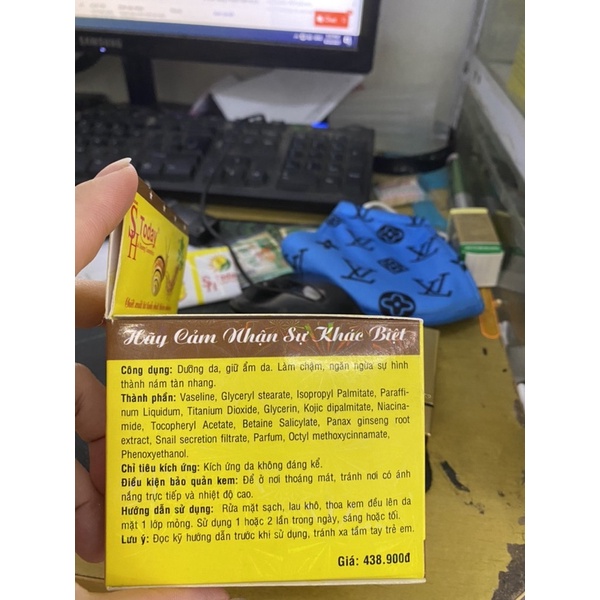 SAMSUNG
SH
Today
Hãy Cảm Nhận Sự Khác Biệt
Công dụng: Dưỡng da, giữ ẩm da. Làm chậm, ngăn ngừa sự hình
thành nám tàn nhang.
Thành phần: Vaseline, Glyceryl stearate, Isopropyl Palmitate, Paraffi-
num Liquidum, Titanium Dioxide, Glycerin, Kojic dipalmitate, Niacina-
mide, Tocopheryl Acetate, Betaine Salicylate, Panax ginseng root
extract, Snail secretion filtrate, Parfum, Octyl methoxycinnamate,
Phenoxyethanol.
Chỉ tiêu kích ứng: Kích ứng da không đáng kể.
Điều kiện bảo quản kem: Để ở nơi thoáng mát, tránh nơi có ánh
nắng trực tiếp và nhiệt độ cao.
Hướng dẫn sử dụng: Rửa mặt sạch, lau khô, thoa kem đều lên da
mặt 1 lớp mỏng. Sử dụng 1 hoặc 2 lần trong ngày, sáng hoặc tối.
Lưu ý: Đọc kỹ hướng dẫn trước khi sử dụng, tránh xa tầm tay trẻ em.
Giá: 438.900đ